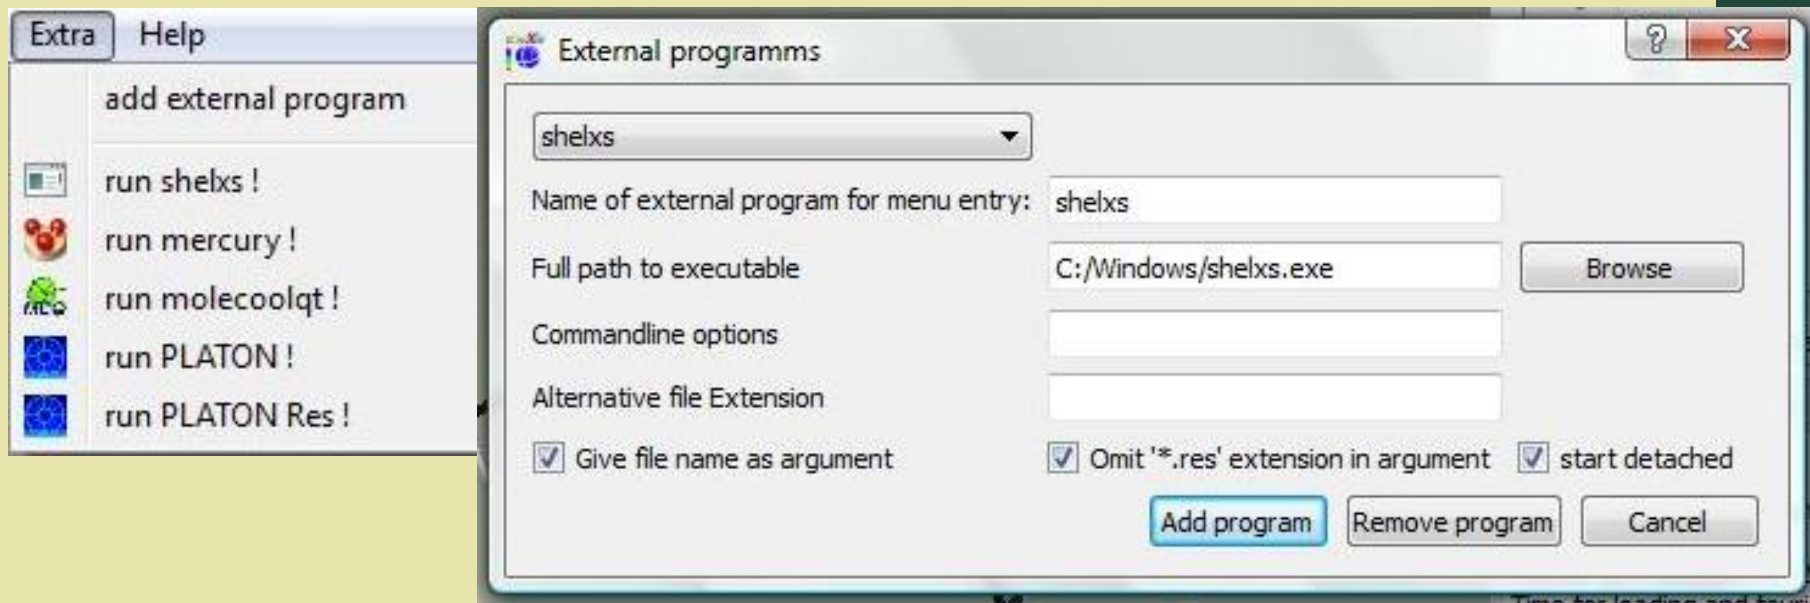 Extra Help
add external program
run shelxs !
run mercury !
run molecoolqt !
run PLATON !
run PLATON Res !
External programms
shelxs
Name of external program for menu entry: shelxs
Full path to executable C:/Windows/shelxs.exe Browse
Commandline options
Alternative file Extension
Give file name as argument Omit '*.res' extension in argument start detached
Add program Remove program Cancel